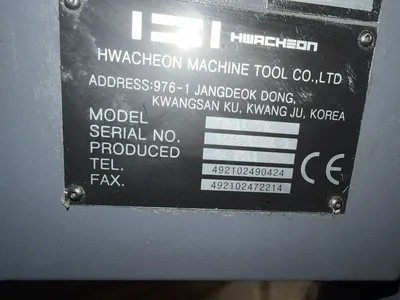 HWACHEON
HWACHEON MACHINE TOOL CO.,LTD
ADDRESS:976-1 JANGDEOK DONG,
KWANGSAN KU, KWANG JU, KOREA
MODEL
SERIAL NO.
PRODUCED
TEL. 492102490424
FAX. 492102472214
CE